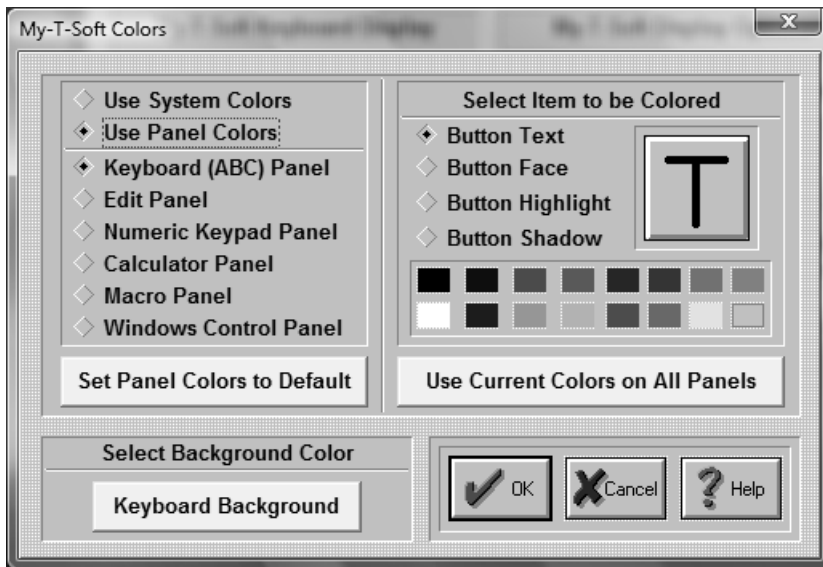 My-T-Soft Colors
Use System Colors
Use Panel Colors
Keyboard (ABC) Panel
Edit Panel
Numeric Keypad Panel
Calculator Panel
Macro Panel
Windows Control Panel
Set Panel Colors to Default
Select Item to be Colored
Button Text
Button Face
Button Highlight
Button Shadow
T
Use Current Colors on All Panels
Select Background Color
Keyboard Background
OK
Cancel
Help